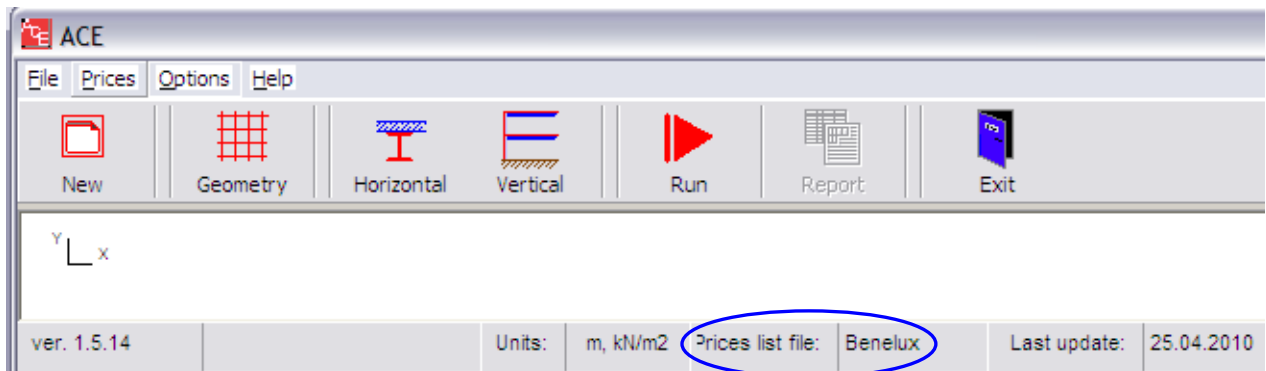 ACE
File Prices Options Help
New Geometry Horizontal Vertical Run Report Exit
Y
X
ver. 1.5.14 Units: m, kN/m2 Prices list file: Benelux Last update: 25.04.2010